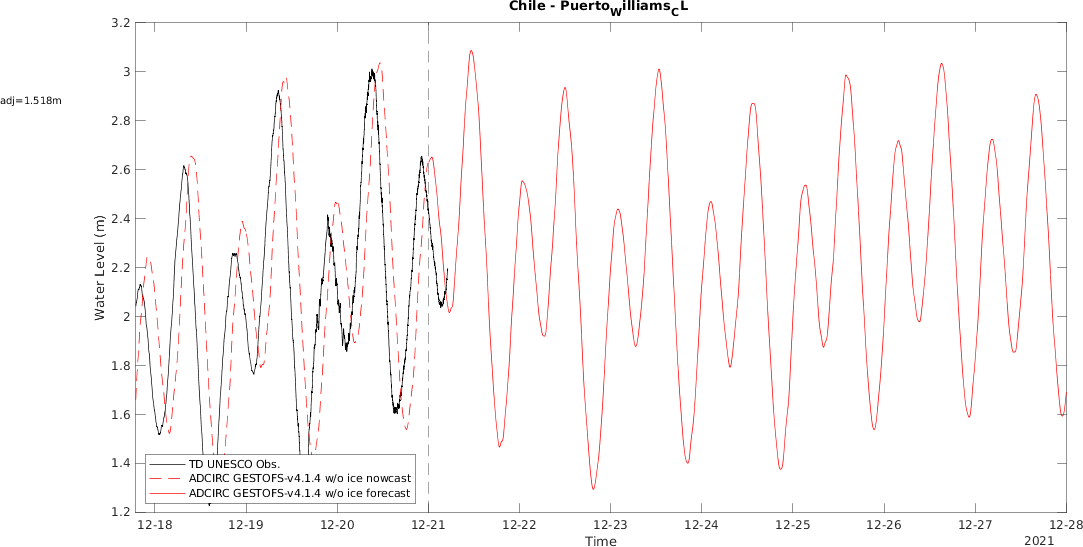 Chile - PuertoWilliamsCL
adj=1.518m
Water Level (m)
3.2
3
2.8
2.6
2.4
2.2
2
1.8
1.6
1.4
1.2
TD UNESCO Obs.
ADCIRC GESTOFS-v4.1.4 w/o ice nowcast
ADCIRC GESTOFS-v4.1.4 w/o ice forecast
12-18 12-19 12-20 12-21 12-22 12-23 12-24 12-25 12-26 12-27 12-28
Time
2021